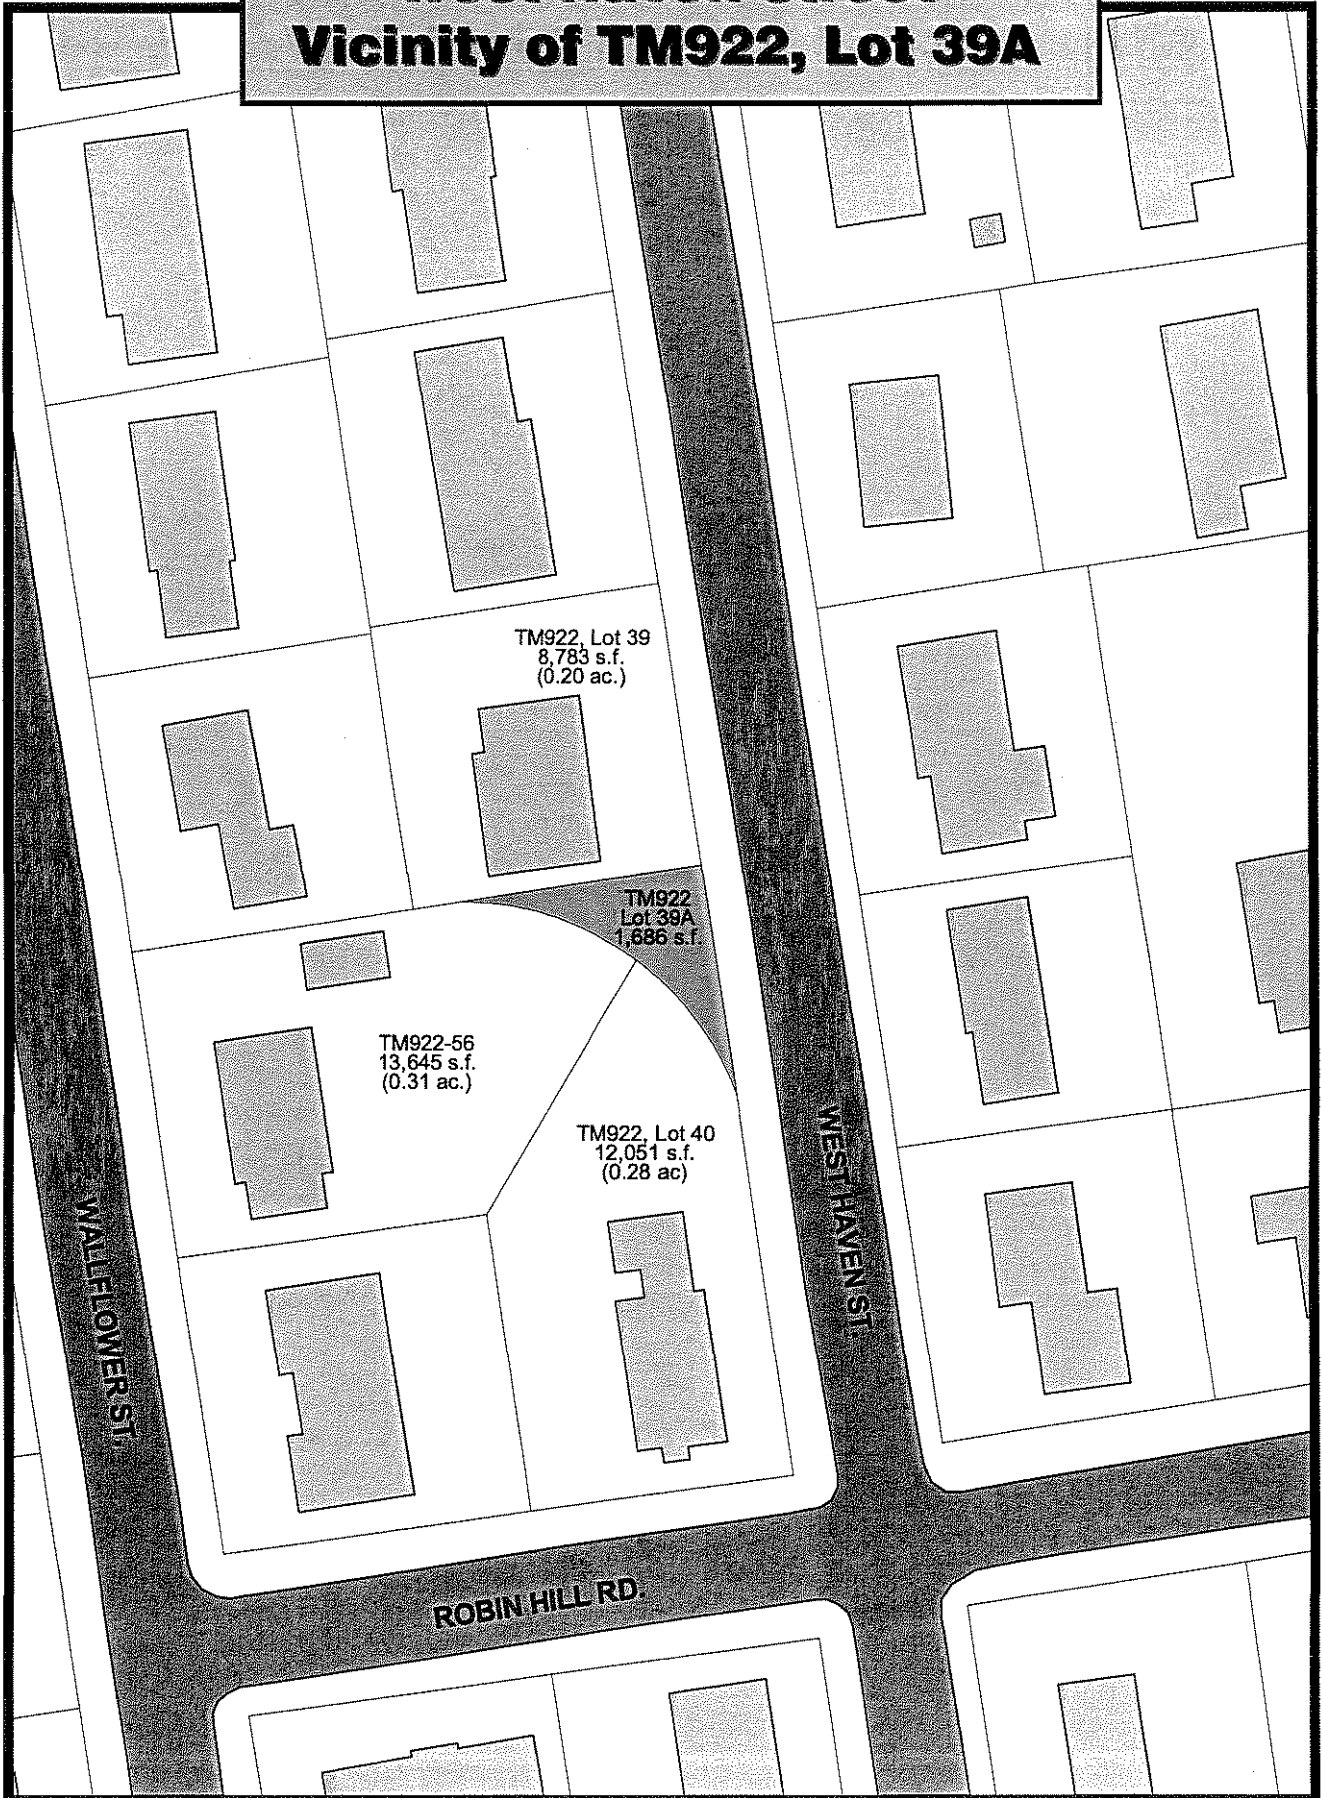 Vicinity of TM922, Lot 39A
TM922, Lot 39
8,783 s.f.
(0.20 ac.)
TM922
Lot 39A
1,686 s.f.
TM922-56
13,645 s.f.
(0.31 ac.)
TM922, Lot 40
12,051 s.f.
(0.28 ac)
WEST HAVEN ST.
WALLFLOWER ST.
ROBIN HILL RD.